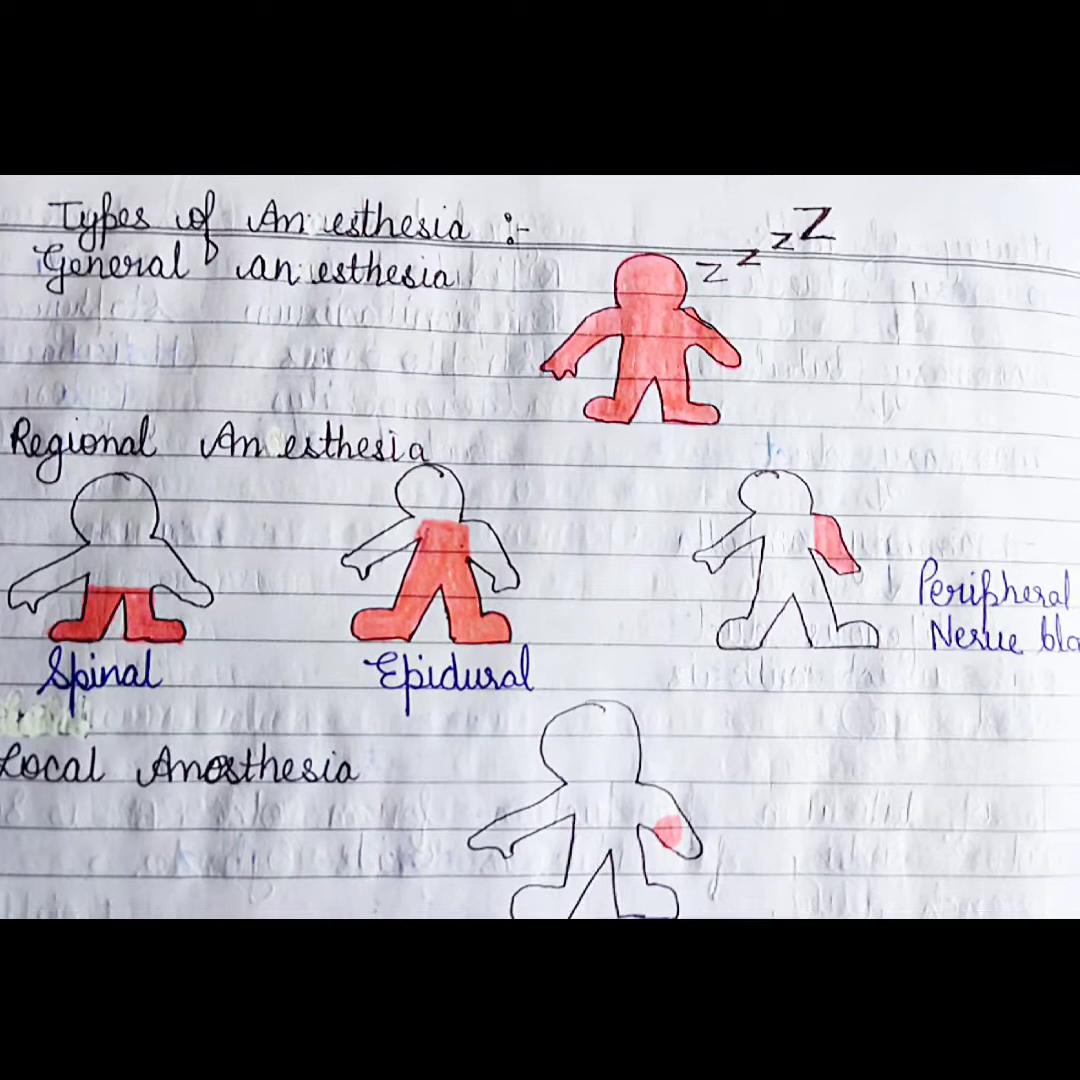 Types of Anesthesia :-
z z z Z
General anesthesia
Regional Anesthesia
Peripheral
Nerve
Spinal
Epidural
Local Anesthesia